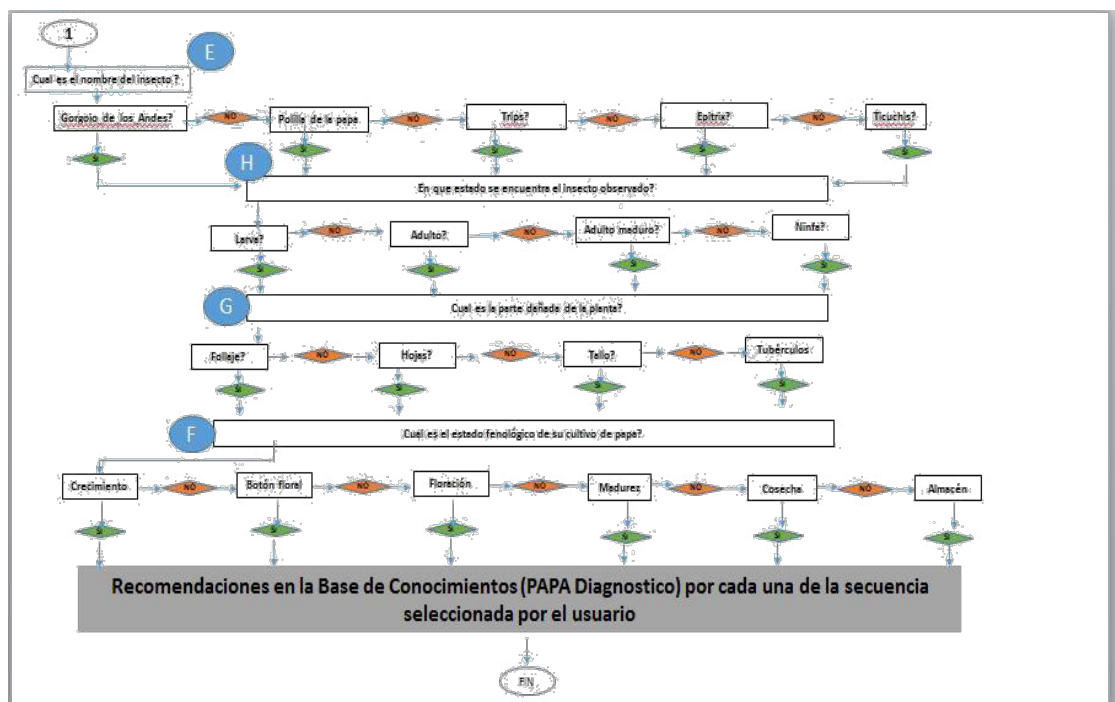 1
E
Cual es el nombre del insecto ?
Gorgojo de los Andes?
NO
Polilla de la papa
NO
Trips?
NO
Epitrix?
NO
Ticuchis?
SI
SI
SI
SI
SI
H
En que estado se encuentra el insecto observado?
Larva?
NO
Adulto?
NO
Adulto maduro?
NO
Ninfa?
SI
SI
SI
SI
G
Cual es la parte dañada de la planta?
Follaje?
NO
Hojas?
NO
Tallo?
NO
Tubérculos
SI
SI
SI
SI
F
Cual es el estado fenológico de su cultivo de papa?
Crecimiento
NO
Botón floral
NO
Floración
NO
Madurez
NO
Cosecha
NO
Almacén
SI
SI
SI
SI
SI
SI
Recomendaciones en la Base de Conocimientos (PAPA Diagnostico) por cada una de la secuencia
seleccionada por el usuario
FIN